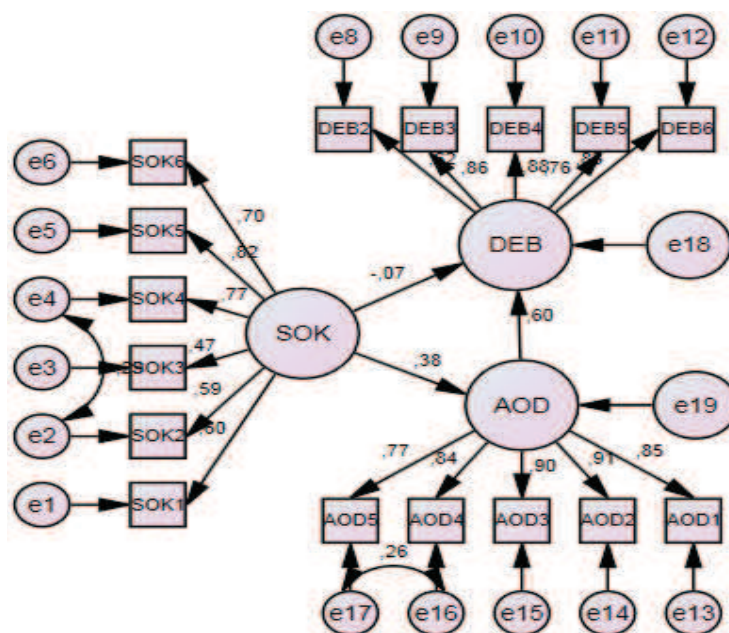 e8 e9 e10 e11 e12
DEB2 DEB3 DEB4 DEB5 DEB6
,86 ,88 ,76
e6 SOK6
,70
e5 SOK5
,82
e4 SOK4
,77
e3 SOK3
,47
e2 SOK2
,59
e1 SOK1
SOK
-,07
DEB
e18
,60
,38
AOD
e19
,77 ,84 ,90 ,91 ,85
AOD5 AOD4 AOD3 AOD2 AOD1
,26
e17 e16 e15 e14 e13